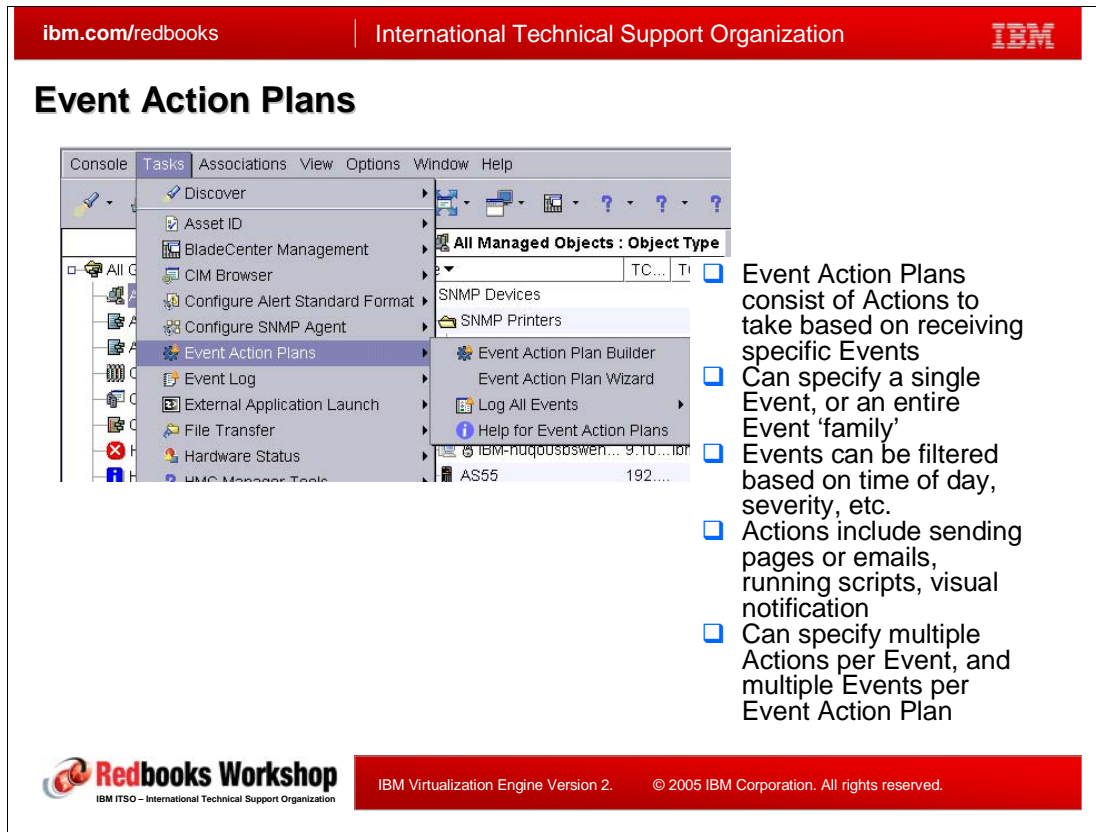 ibm.com/redbooks
International Technical Support Organization
IBM
Event Action Plans
Console Tasks Associations View Options Window Help
Discover
Asset ID
BladeCenter Management
CIM Browser
Configure Alert Standard Format
Configure SNMP Agent
Event Action Plans
Event Log
External Application Launch
File Transfer
Hardware Status
HMC Manager Tools
? ? ?
All Managed Objects : Object Type
TC...
SNMP Devices
SNMP Printers
Event Action Plan Builder
Event Action Plan Wizard
Log All Events
Help for Event Action Plans
AS55 192....
All
Event Action Plans
consist of Actions to
take based on receiving
specific Events
Can specify a single
Event, or an entire
Event ‘family’
Events can be filtered
based on time of day,
severity, etc.
Actions include sending
pages or emails,
running scripts, visual
notification
Can specify multiple
Actions per Event, and
multiple Events per
Event Action Plan
Redbooks Workshop
IBM ITSO – International Technical Support Organization
IBM Virtualization Engine Version 2. © 2005 IBM Corporation. All rights reserved.